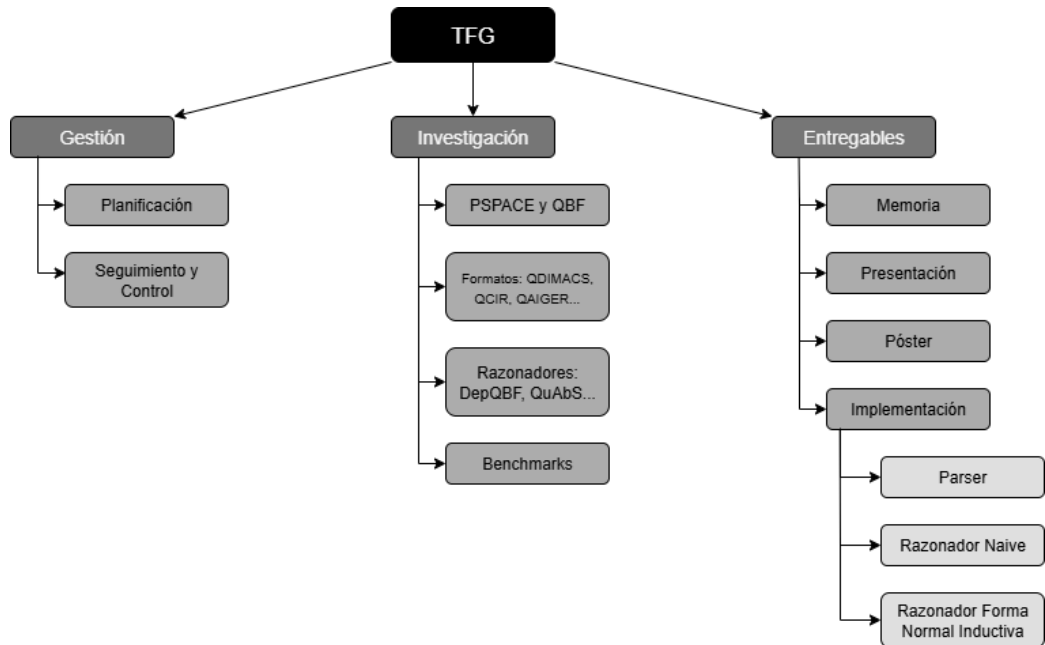 TFG
Gestión
Planificación
Seguimiento y
Control
Investigación
PSPACE y QBF
Formatos: QDIMACS,
QCIR, QAIGER...
Razonadores:
DepQBF, QuAbS...
Benchmarks
Entregables
Memoria
Presentación
Póster
Implementación
Parser
Razonador Naive
Razonador Forma
Normal Inductiva